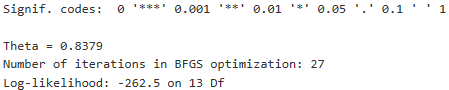 Signif. codes:  0 '***' 0.001 '**' 0.01 '*' 0.05 '.' 0.1 ' ' 1
Theta = 0.8379
Number of iterations in BFGS optimization: 27
Log-likelihood: -262.5 on 13 Df